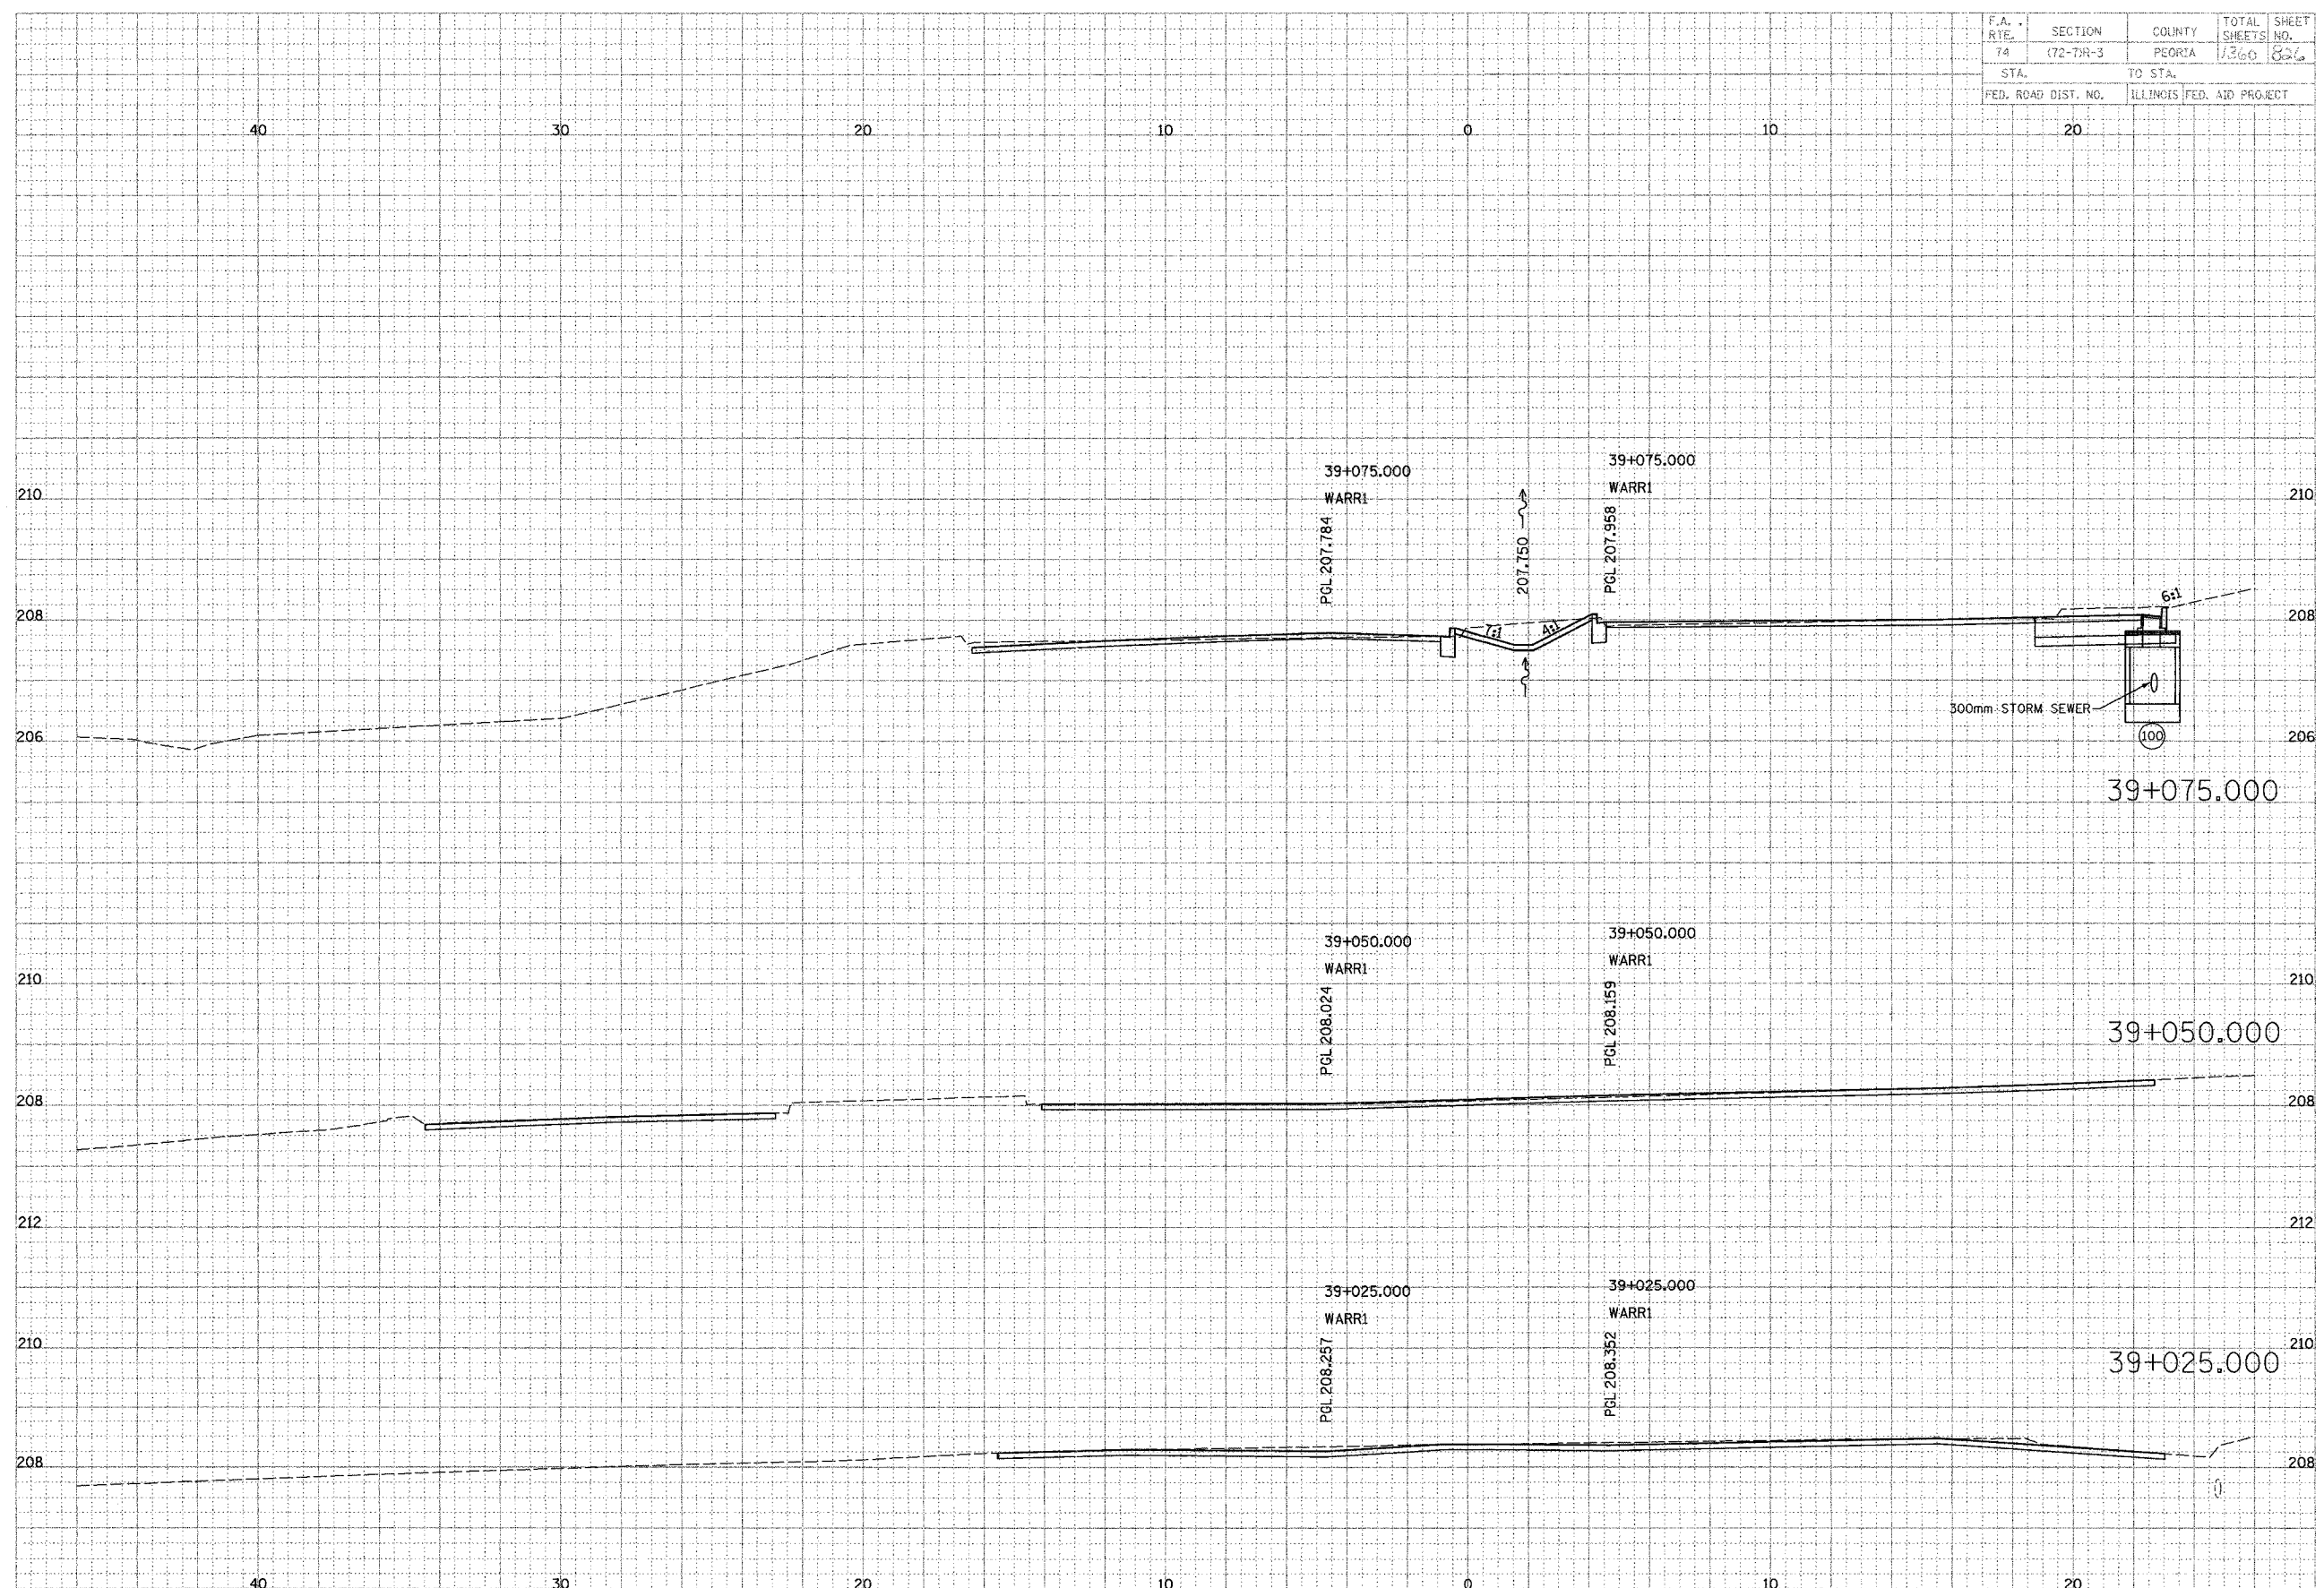 F.A. . RTE. SECTION COUNTY TOTAL SHEETS SHEET NO.
74 (72-7)R-3 PEORIA 1360 826
STA. TO STA.
FED. ROAD DIST. NO. ILLINOIS FED. AID PROJECT
40 30 20 10 0 10 20
39+075.000
WARR1
PGL 207.784
207.750
39+075.000
WARR1
PGL 207.958
210 210
208 208
7:1
4:1
6:1
300mm STORM SEWER
100
206 206
39+075.000
39+050.000
WARR1
PGL 208.024
39+050.000
WARR1
PGL 208.159
210 210
39+050.000
208 208
212 212
39+025.000
WARR1
PGL 208.257
39+025.000
WARR1
PGL 208.352
210 210
39+025.000
208 208
40 30 20 10 0 10 20